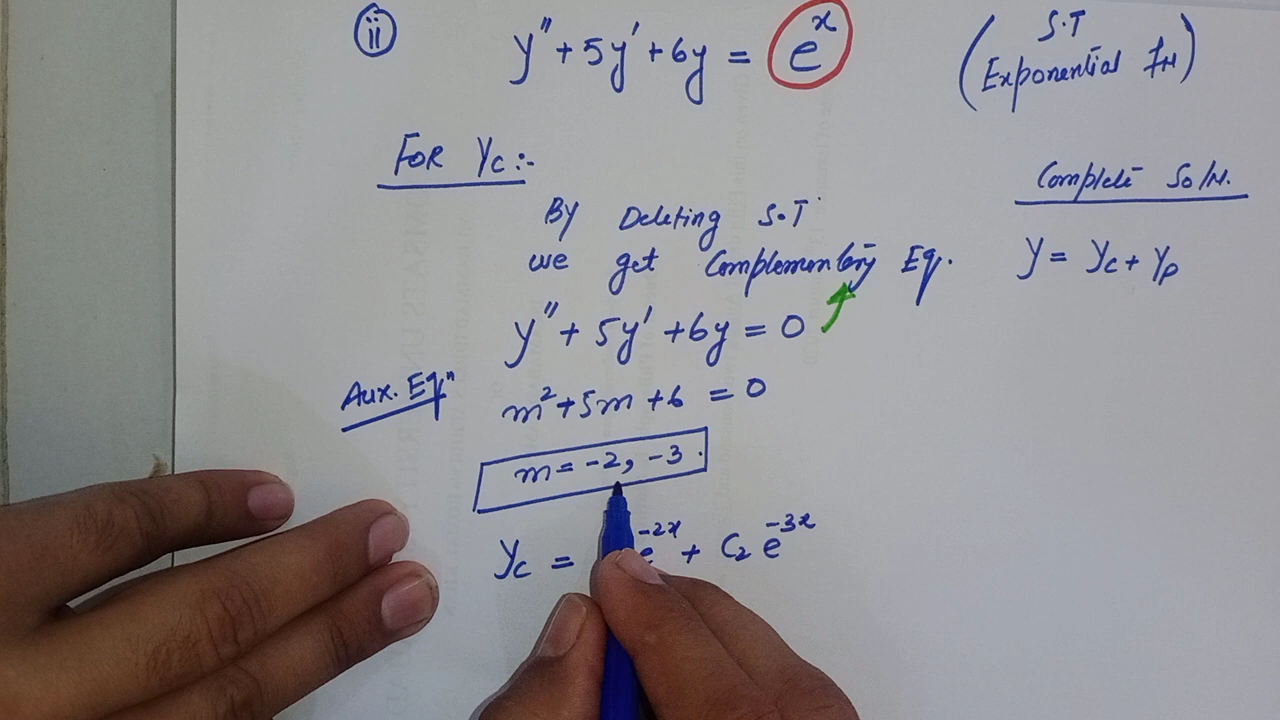 ii y'' + 5y' + 6y = e^x
( S.T
Exponential fn )
FOR Yc:-
By Deleting S.T
we get Complementary Eq.
y'' + 5y' + 6y = 0
Aux. Eqn m² + 5m + 6 = 0
m = -2, -3.
Yc = e^-2x + C₂ e^-3x
Complete Soln.
y = yc + yp